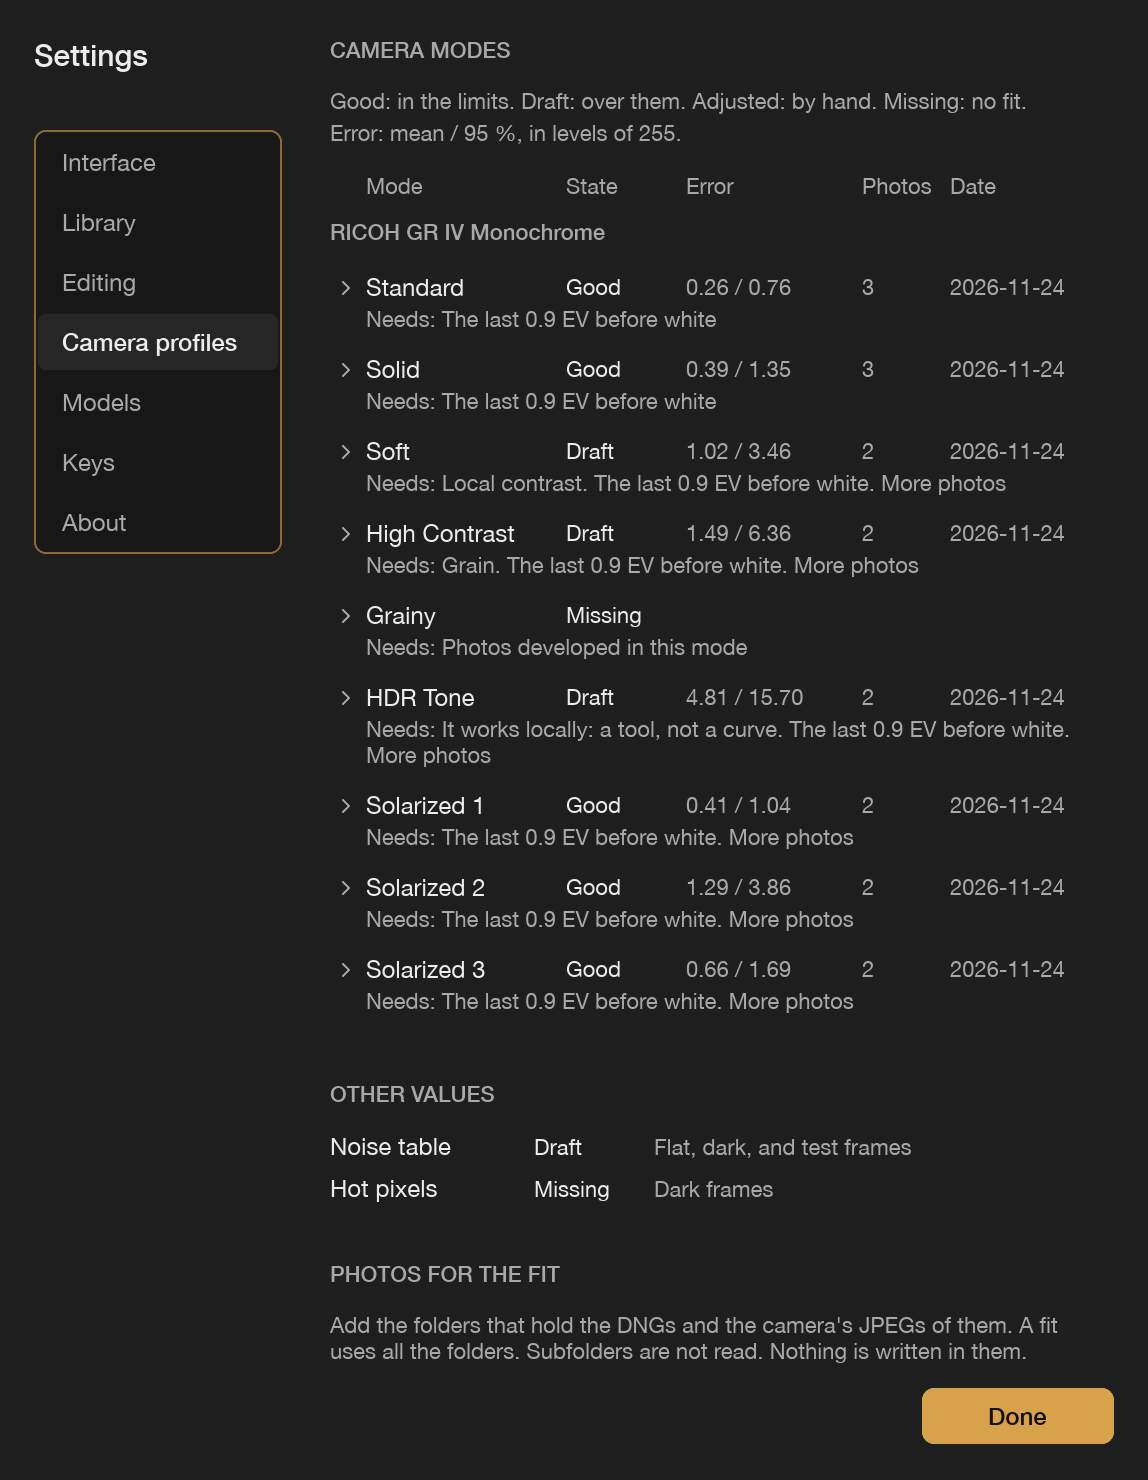 Settings
Interface
Library
Editing
Camera profiles
Models
Keys
About
CAMERA MODES
Good: in the limits. Draft: over them. Adjusted: by hand. Missing: no fit.
Error: mean / 95 %, in levels of 255.
Mode State Error Photos Date
RICOH GR IV Monochrome
Standard Good 0.26 / 0.76 3 2026-11-24
Needs: The last 0.9 EV before white
Solid Good 0.39 / 1.35 3 2026-11-24
Needs: The last 0.9 EV before white
Soft Draft 1.02 / 3.46 2 2026-11-24
Needs: Local contrast. The last 0.9 EV before white. More photos
High Contrast Draft 1.49 / 6.36 2 2026-11-24
Needs: Grain. The last 0.9 EV before white. More photos
Grainy Missing
Needs: Photos developed in this mode
HDR Tone Draft 4.81 / 15.70 2 2026-11-24
Needs: It works locally: a tool, not a curve. The last 0.9 EV before white.
More photos
Solarized 1 Good 0.41 / 1.04 2 2026-11-24
Needs: The last 0.9 EV before white. More photos
Solarized 2 Good 1.29 / 3.86 2 2026-11-24
Needs: The last 0.9 EV before white. More photos
Solarized 3 Good 0.66 / 1.69 2 2026-11-24
Needs: The last 0.9 EV before white. More photos
OTHER VALUES
Noise table Draft Flat, dark, and test frames
Hot pixels Missing Dark frames
PHOTOS FOR THE FIT
Add the folders that hold the DNGs and the camera's JPEGs of them. A fit
uses all the folders. Subfolders are not read. Nothing is written in them.
Done